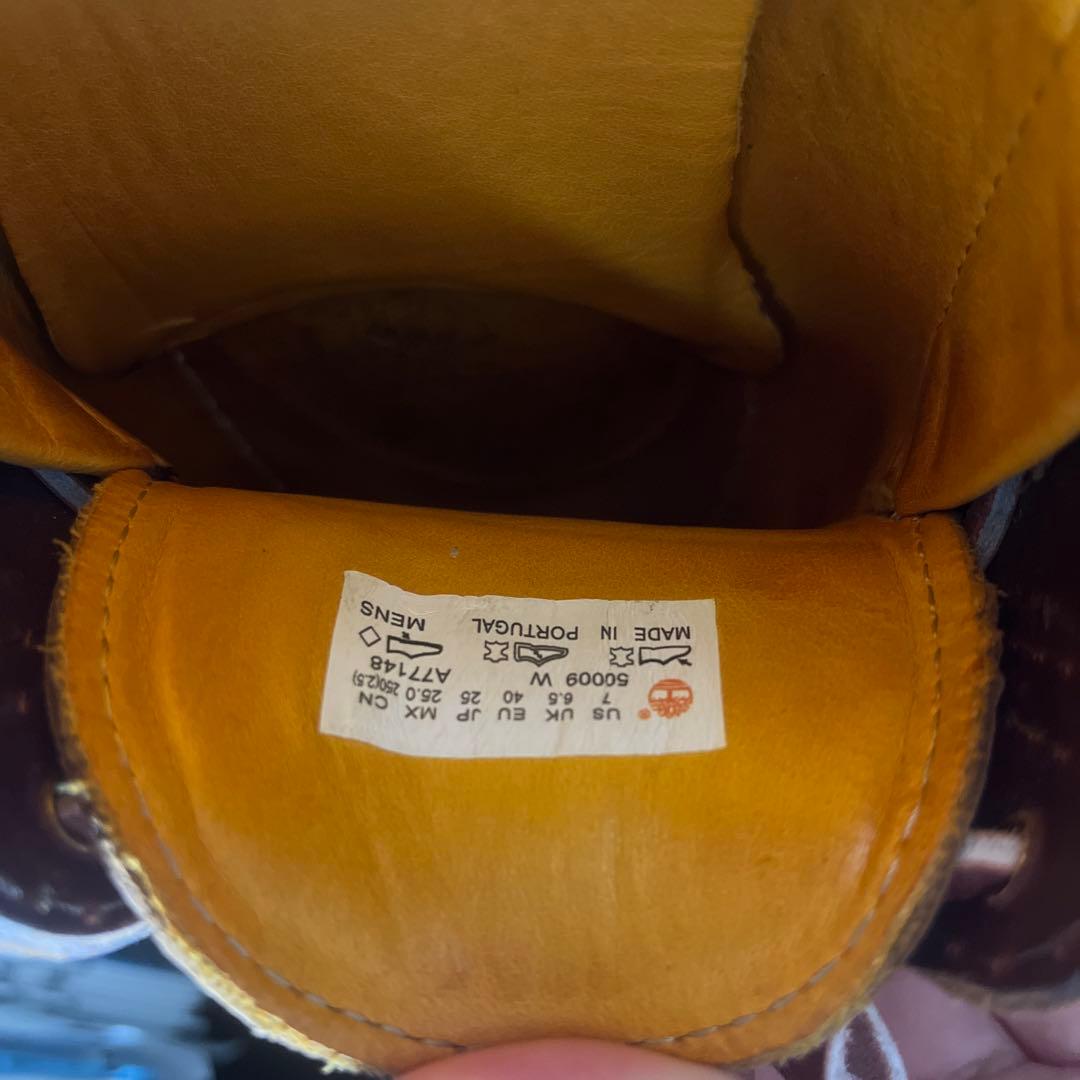 US UK EU JP MX CN
7 6.5 40 25 25.0 250(2.5)
50009 W A77148
MADE IN PORTUGAL MENS